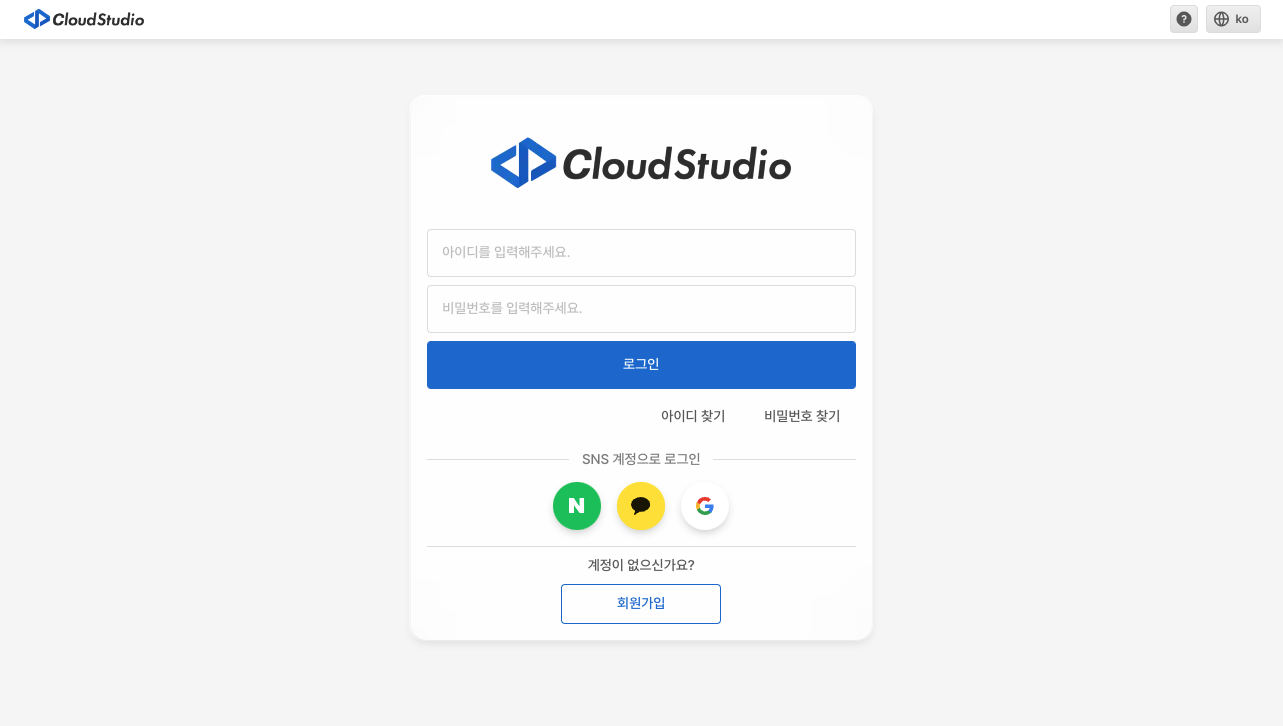 CloudStudio
ko
CloudStudio
아이디를 입력해주세요.
비밀번호를 입력해주세요.
로그인
아이디 찾기 비밀번호 찾기
SNS 계정으로 로그인
계정이 없으신가요?
회원가입